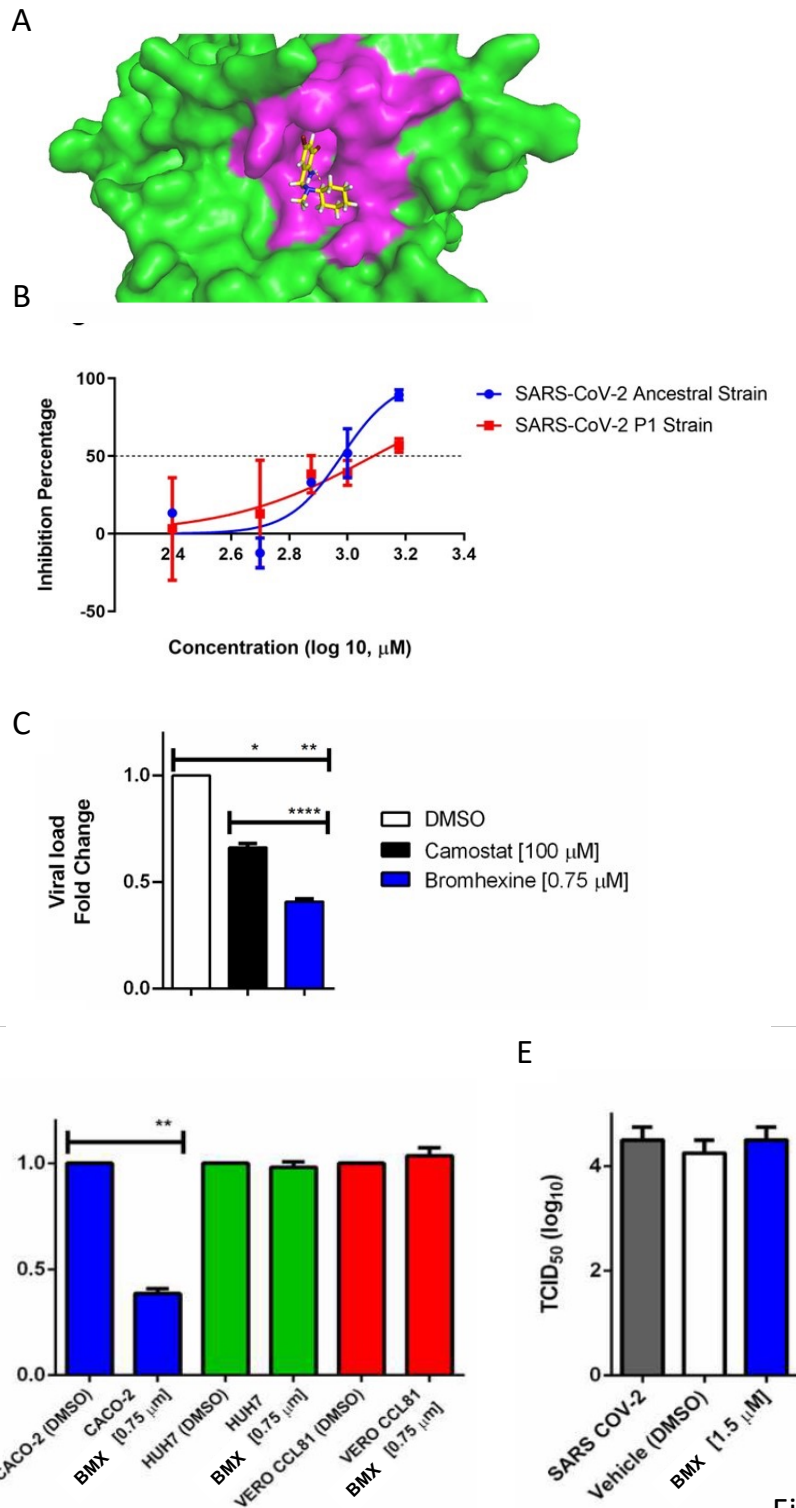 A
B
100
50
0
-50
2.4
2.6
2.8
3.0
3.2
3.4
Inhibition Percentage
Concentration (log 10, μM)
SARS-CoV-2 Ancestral Strain
SARS-CoV-2 P1 Strain
C
1.0
0.5
0.0
Viral load
Fold Change
* **
****
DMSO
Camostat [100 μM]
Bromhexine [0.75 μM]
1.0
0.5
0.0
**
CACO-2 (DMSO)
CACO-2
BMX [0.75 μm]
HUH7 (DMSO)
HUH7
BMX [0.75 μm]
VERO CCL81 (DMSO)
VERO CCL81
BMX [0.75 μm]
E
4
2
0
TCID50 (log10)
SARS COV-2
Vehicle (DMSO)
BMX [1.5 μM]